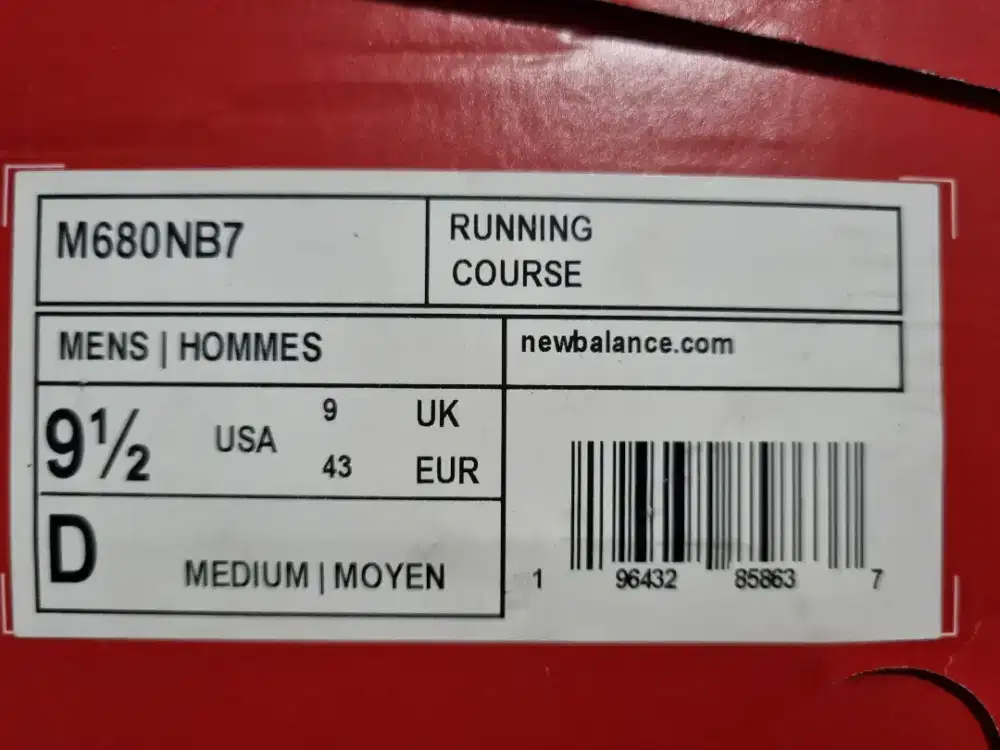 M680NB7
RUNNING
COURSE
MENS | HOMMES
newbalance.com
9½ USA 9 UK
43 EUR
D MEDIUM | MOYEN
1 96432 85863 7